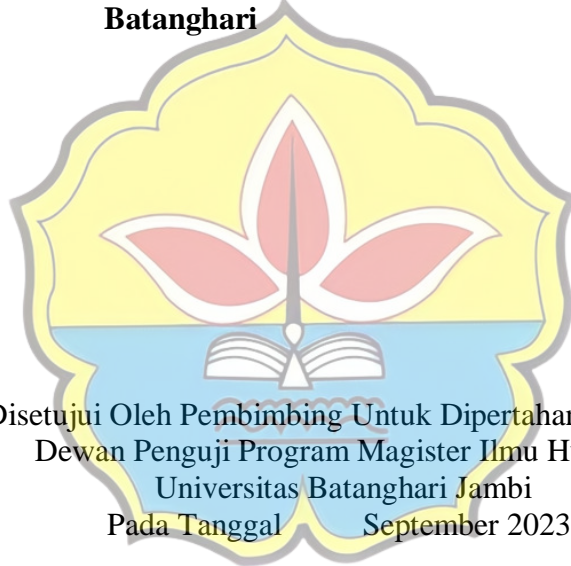 Batanghari
Disetujui Oleh Pembimbing Untuk Dipertahan
Dewan Penguji Program Magister Ilmu H
Universitas Batanghari Jambi
Pada Tanggal September 2023